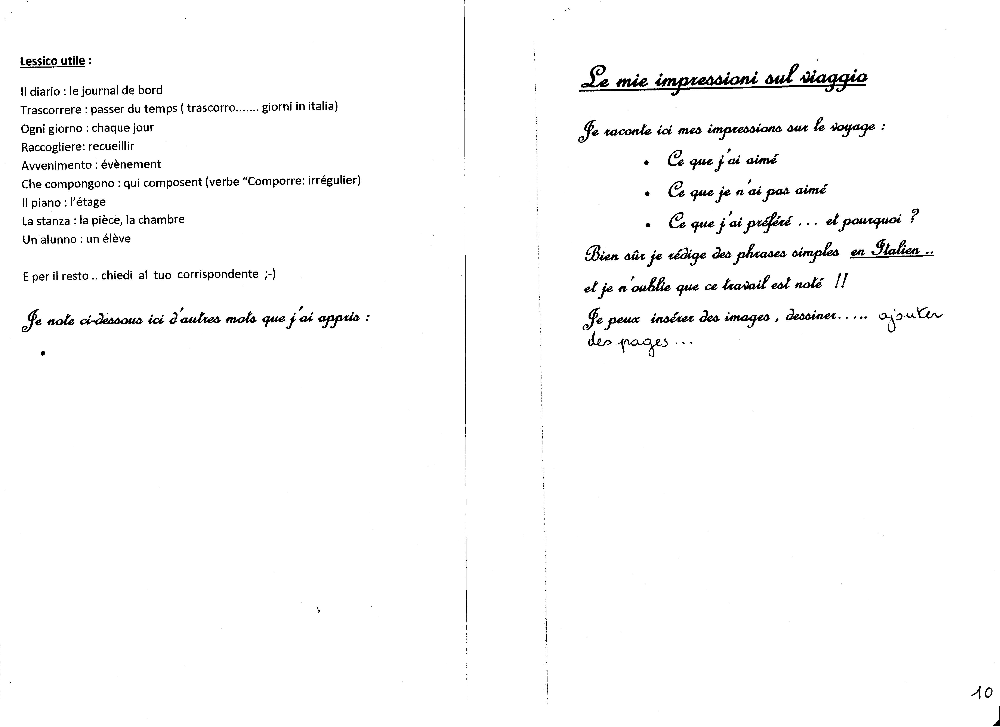 Lessico utile :
Il diario : le journal de bord
Trascorrere : passer du temps ( trascorro....... giorni in italia)
Ogni giorno : chaque jour
Raccogliere: recueillir
Avvenimento : évènement
Che compongono : qui composent (verbe “Comporre: irrégulier)
Il piano : l'étage
La stanza : la pièce, la chambre
Un alunno : un élève
E per il resto .. chiedi al tuo corrispondente ;-)
Je note ci-dessous ici d'autres mots que j'ai appris :
•
Le mie impressioni sul viaggio
Je raconte ici mes impressions sur le voyage :
• Ce que j'ai aimé
• Ce que je n'ai pas aimé
• Ce que j'ai préféré ... et pourquoi ?
Bien sûr je rédige des phrases simples en Italien ..
et je n'oublie que ce travail est noté !!
Je peux insérer des images , dessiner..... ajouter
des pages ...
10